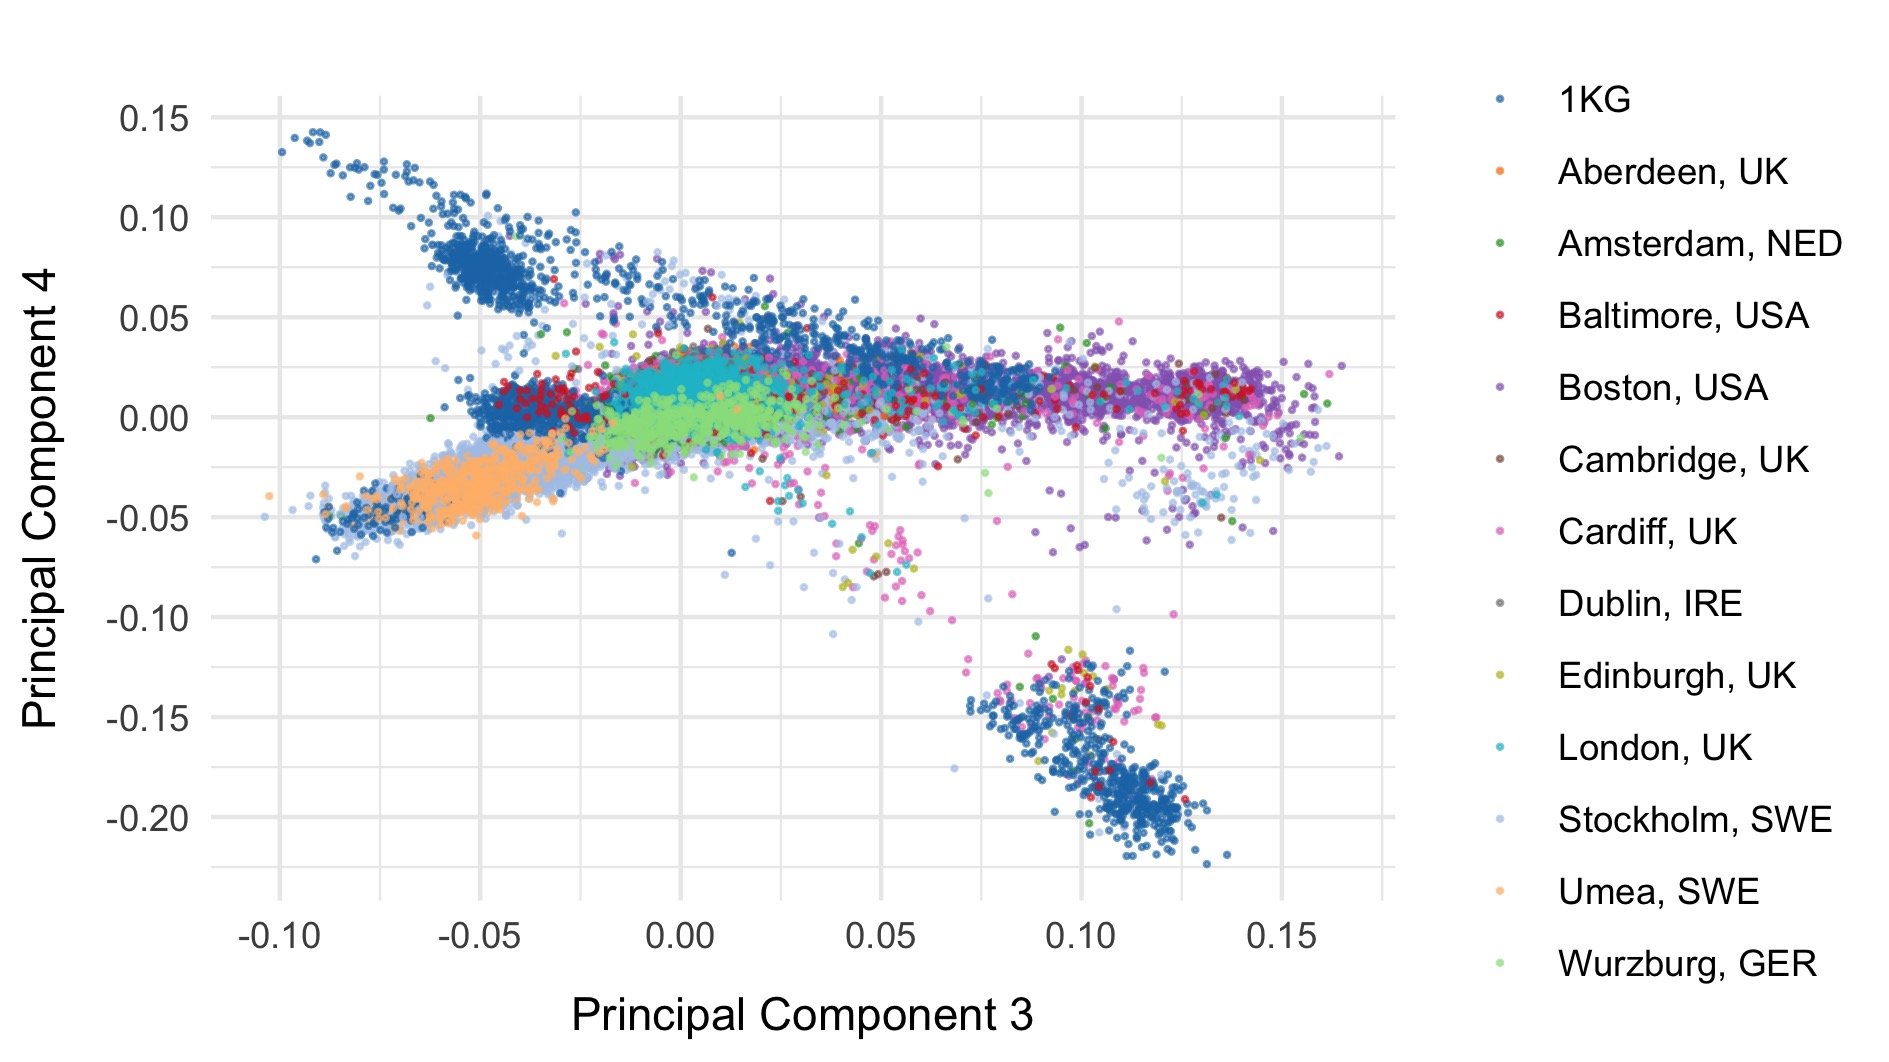 0.15
0.10
0.05
0.00
-0.05
-0.10
-0.15
-0.20
Principal Component 4
-0.10 -0.05 0.00 0.05 0.10 0.15
Principal Component 3
1KG
Aberdeen, UK
Amsterdam, NED
Baltimore, USA
Boston, USA
Cambridge, UK
Cardiff, UK
Dublin, IRE
Edinburgh, UK
London, UK
Stockholm, SWE
Umea, SWE
Wurzburg, GER